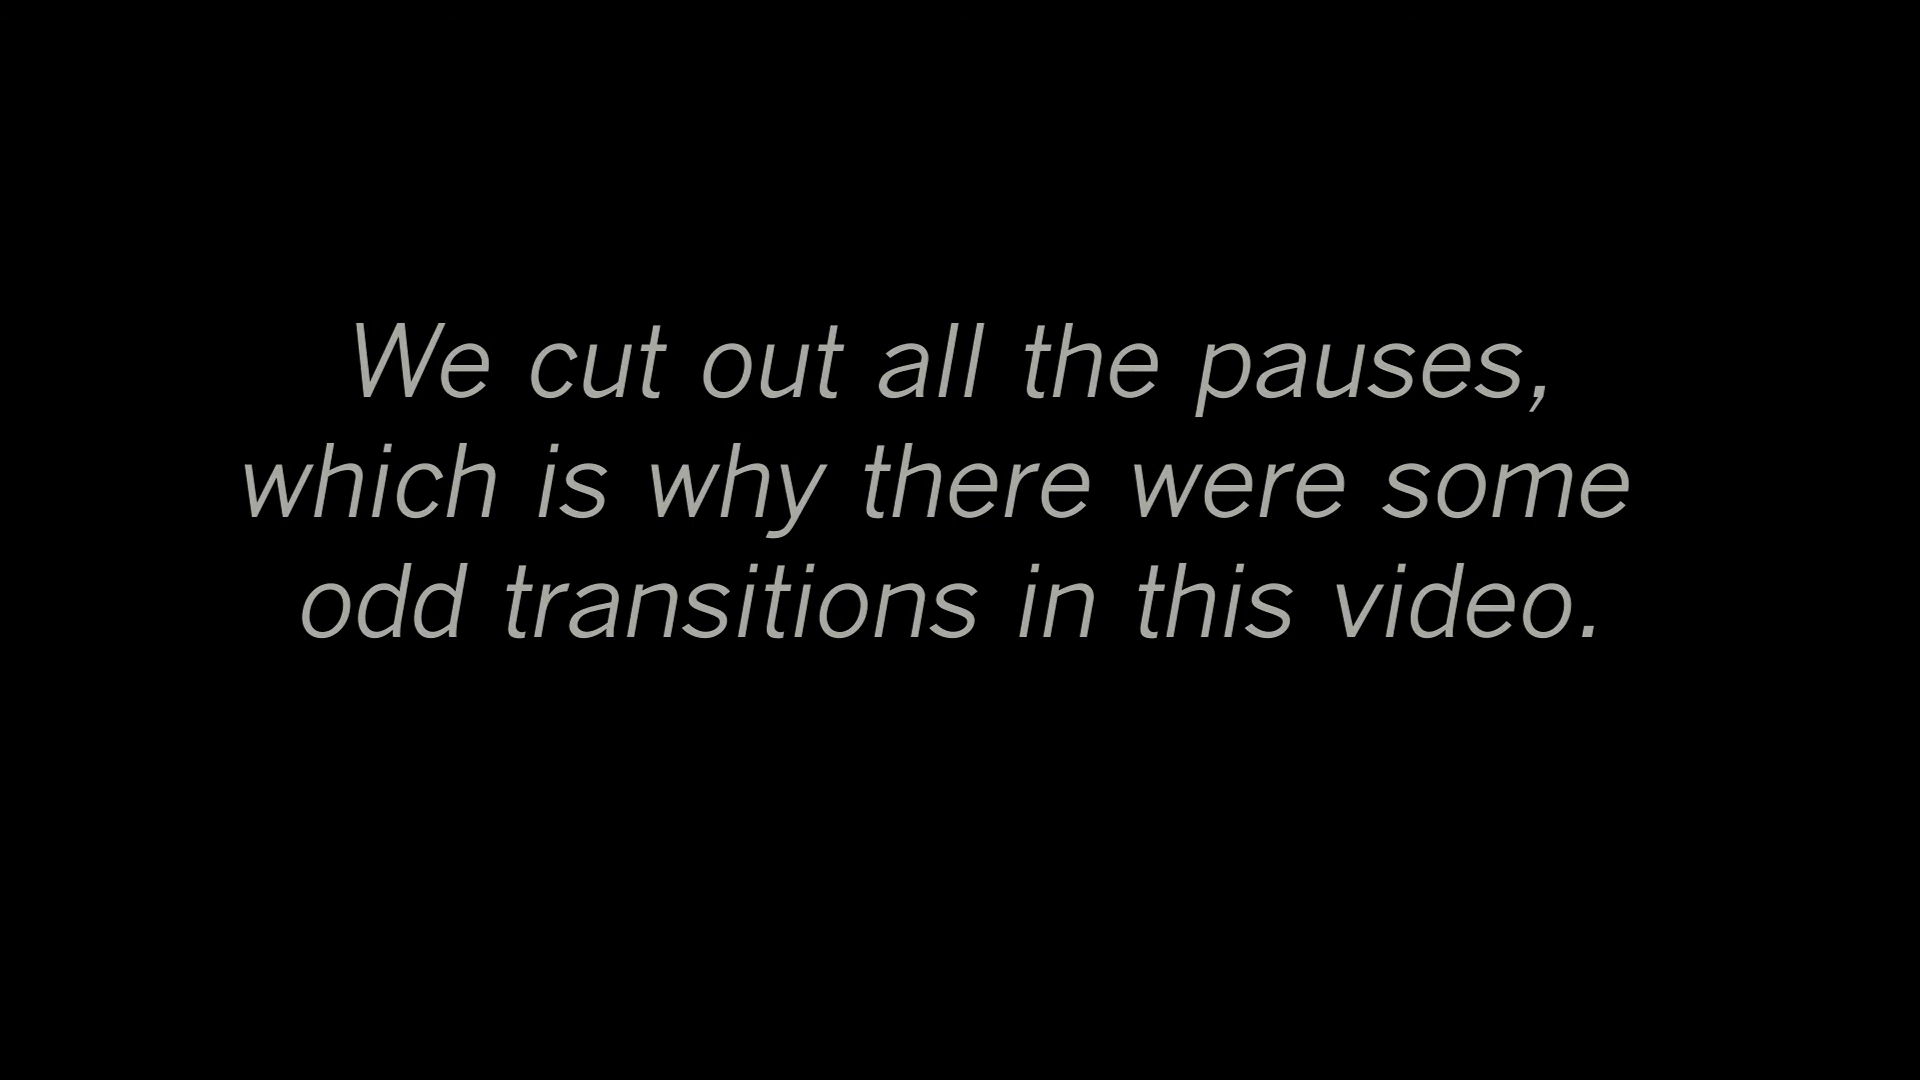 We cut out all the pauses,
which is why there were some
odd transitions in this video.